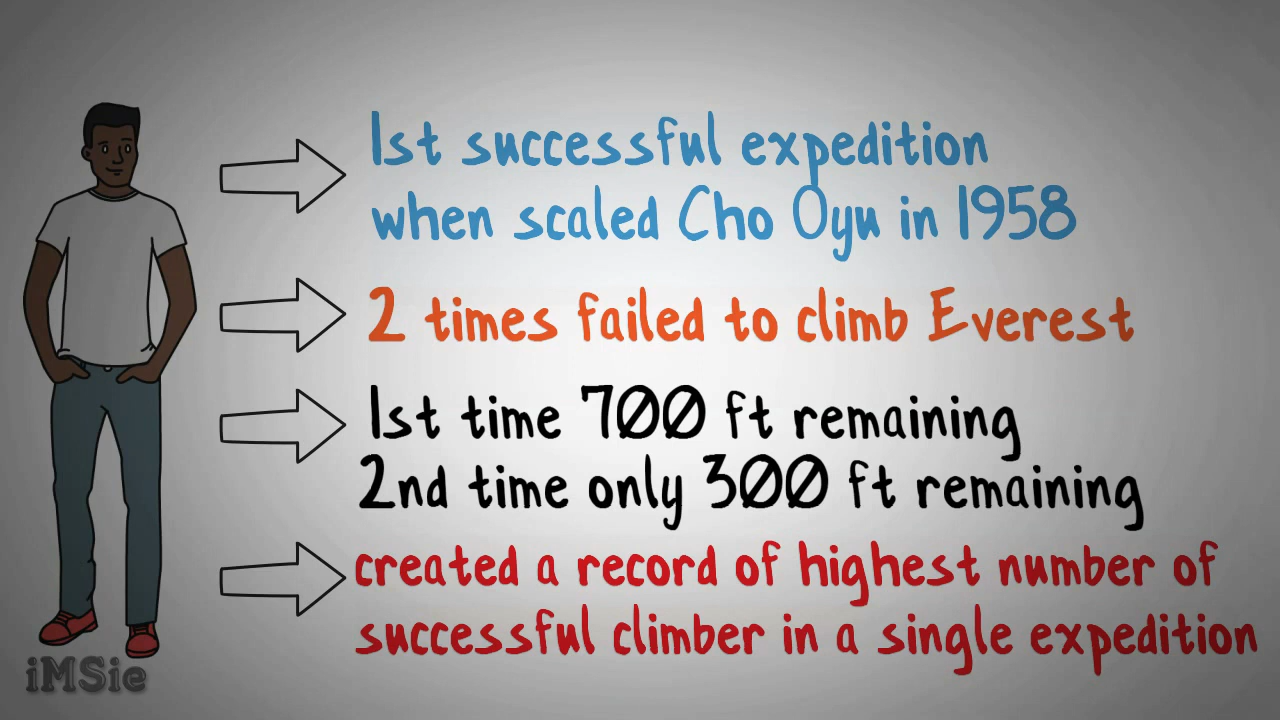 1st successful expedition
when scaled Cho Oyu in 1958
2 times failed to climb Everest
1st time 700 ft remaining
2nd time only 300 ft remaining
created a record of highest number of
successful climber in a single expedition
iMSie